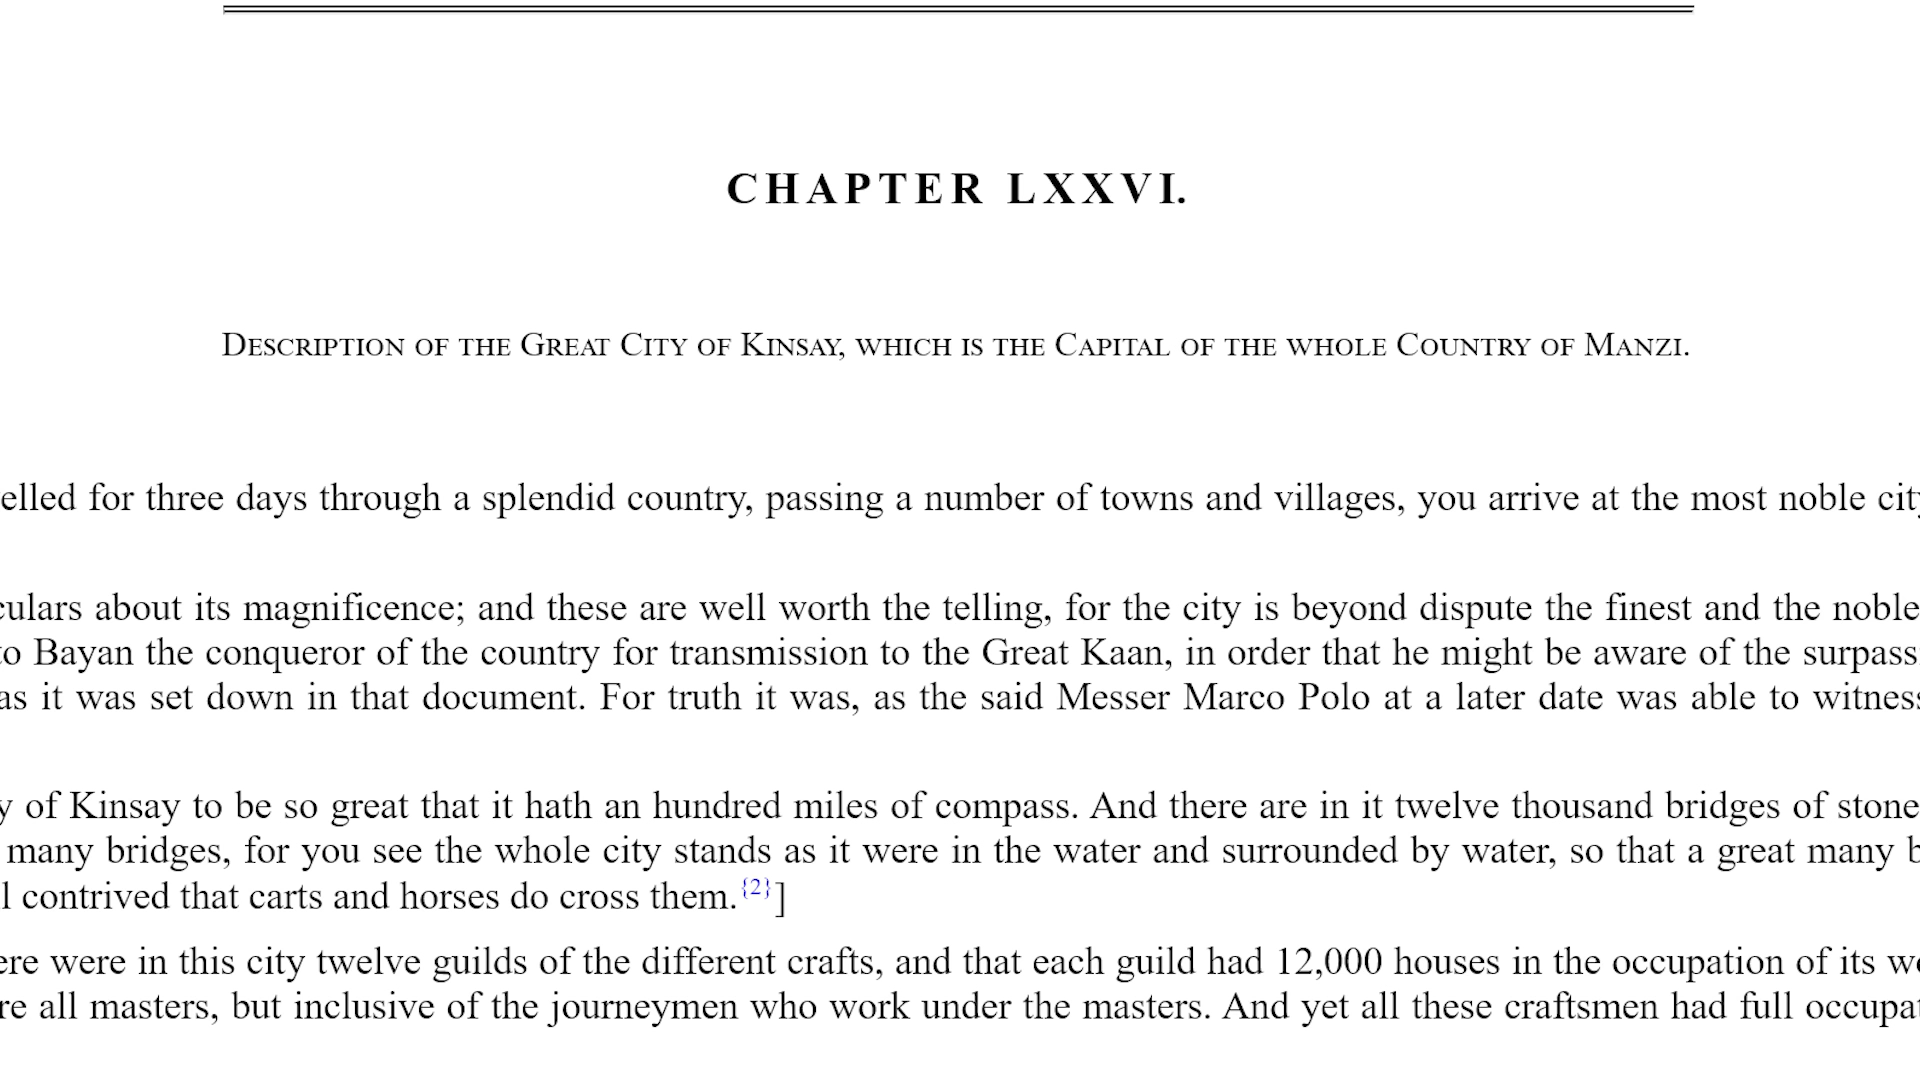 CHAPTER LXXVI.
Description of the Great City of Kinsay, which is the Capital of the whole Country of Manzi.
elled for three days through a splendid country, passing a number of towns and villages, you arrive at the most noble city
culars about its magnificence; and these are well worth the telling, for the city is beyond dispute the finest and the noble
to Bayan the conqueror of the country for transmission to the Great Kaan, in order that he might be aware of the surpass
as it was set down in that document. For truth it was, as the said Messer Marco Polo at a later date was able to witness
y of Kinsay to be so great that it hath an hundred miles of compass. And there are in it twelve thousand bridges of stone
many bridges, for you see the whole city stands as it were in the water and surrounded by water, so that a great many b
l contrived that carts and horses do cross them.{2}]
ere were in this city twelve guilds of the different crafts, and that each guild had 12,000 houses in the occupation of its wo
re all masters, but inclusive of the journeymen who work under the masters. And yet all these craftsmen had full occupat